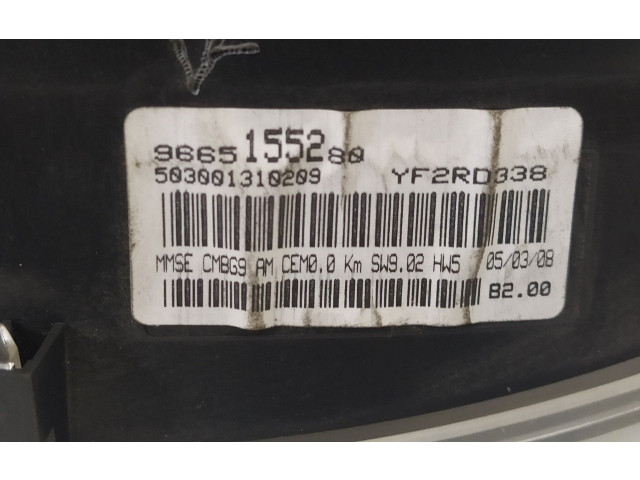 9665155280
503001310209 YF2RD338
MMSE CMBG9 AM CEM0.0 Km SW9.02 HW5 05/03/08
B2.00